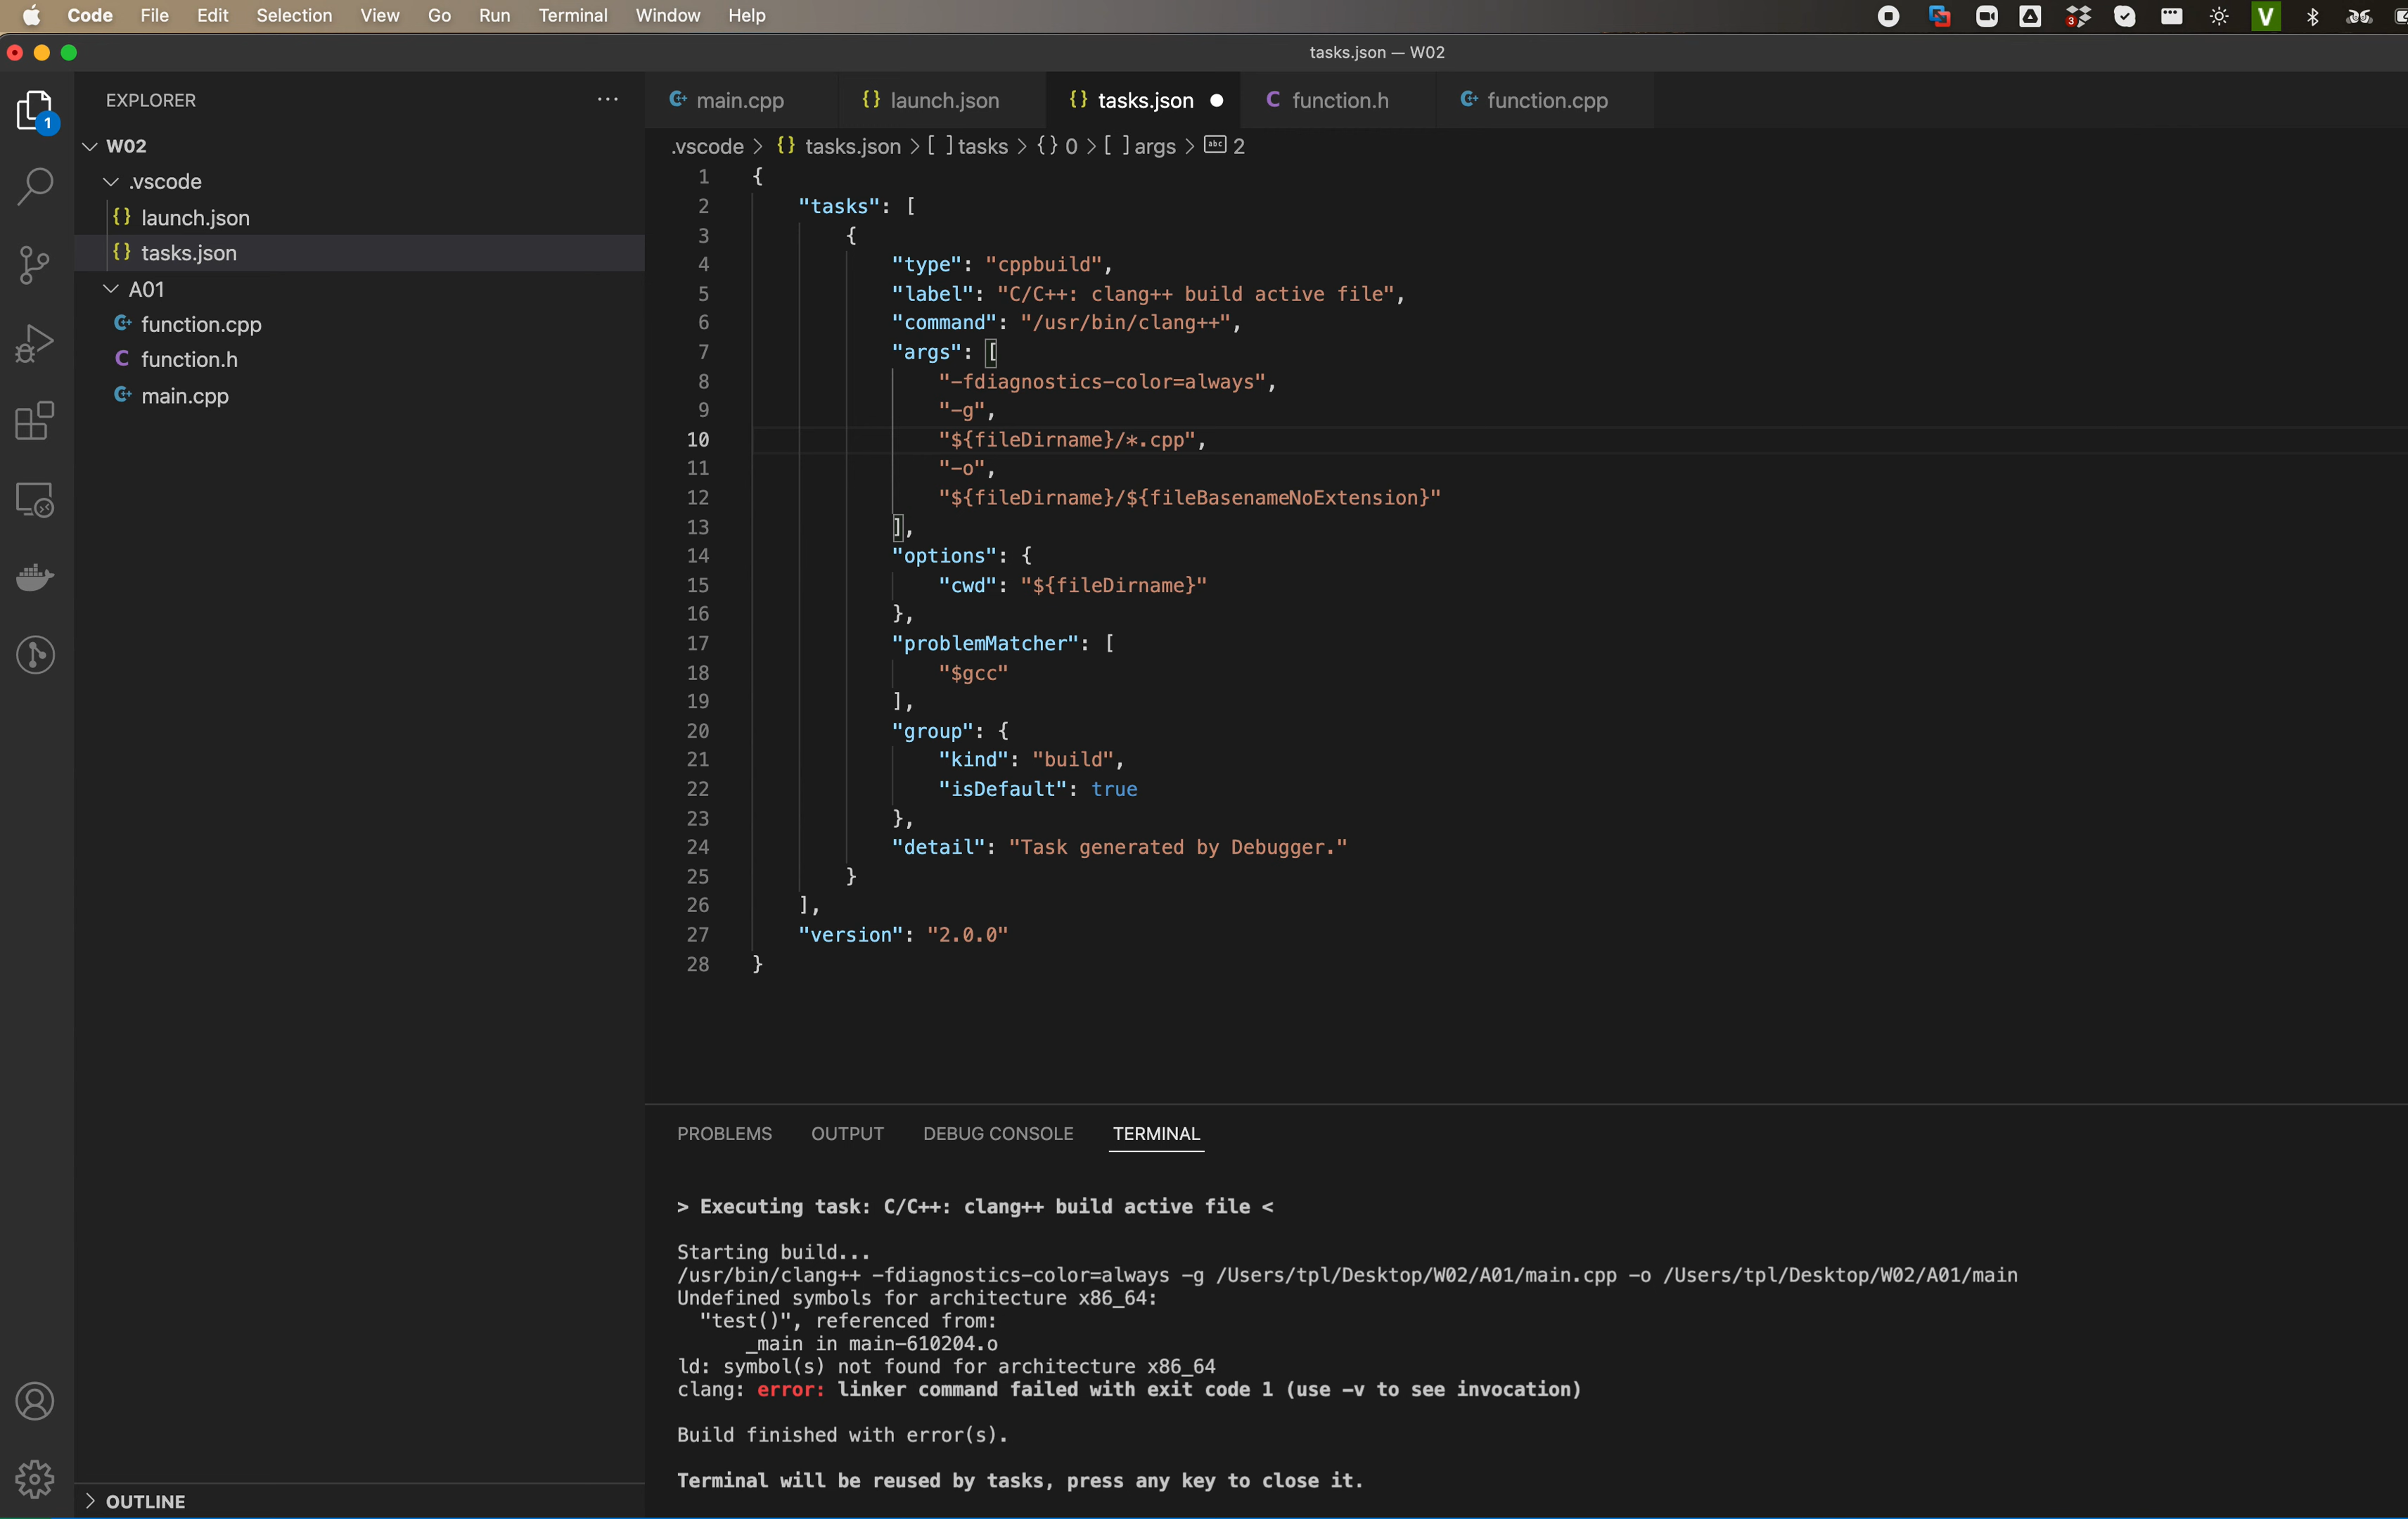 Code File Edit Selection View Go Run Terminal Window Help
3 V
tasks.json — W02
1
EXPLORER ...
W02
.vscode
{} launch.json
{} tasks.json
A01
C+ function.cpp
C function.h
C+ main.cpp
OUTLINE
C+ main.cpp {} launch.json {} tasks.json C function.h C+ function.cpp
.vscode > {} tasks.json > [ ] tasks > {} 0 > [ ] args > abc 2
1 {
2 "tasks": [
3 {
4 "type": "cppbuild",
5 "label": "C/C++: clang++ build active file",
6 "command": "/usr/bin/clang++",
7 "args": [
8 "-fdiagnostics-color=always",
9 "-g",
10 "${fileDirname}/*.cpp",
11 "-o",
12 "${fileDirname}/${fileBasenameNoExtension}"
13 ],
14 "options": {
15 "cwd": "${fileDirname}"
16 },
17 "problemMatcher": [
18 "$gcc"
19 ],
20 "group": {
21 "kind": "build",
22 "isDefault": true
23 },
24 "detail": "Task generated by Debugger."
25 }
26 ],
27 "version": "2.0.0"
28 }
PROBLEMS OUTPUT DEBUG CONSOLE TERMINAL
> Executing task: C/C++: clang++ build active file <
Starting build...
/usr/bin/clang++ -fdiagnostics-color=always -g /Users/tpl/Desktop/W02/A01/main.cpp -o /Users/tpl/Desktop/W02/A01/main
Undefined symbols for architecture x86_64:
"test()", referenced from:
_main in main-610204.o
ld: symbol(s) not found for architecture x86_64
clang: error: linker command failed with exit code 1 (use -v to see invocation)
Build finished with error(s).
Terminal will be reused by tasks, press any key to close it.